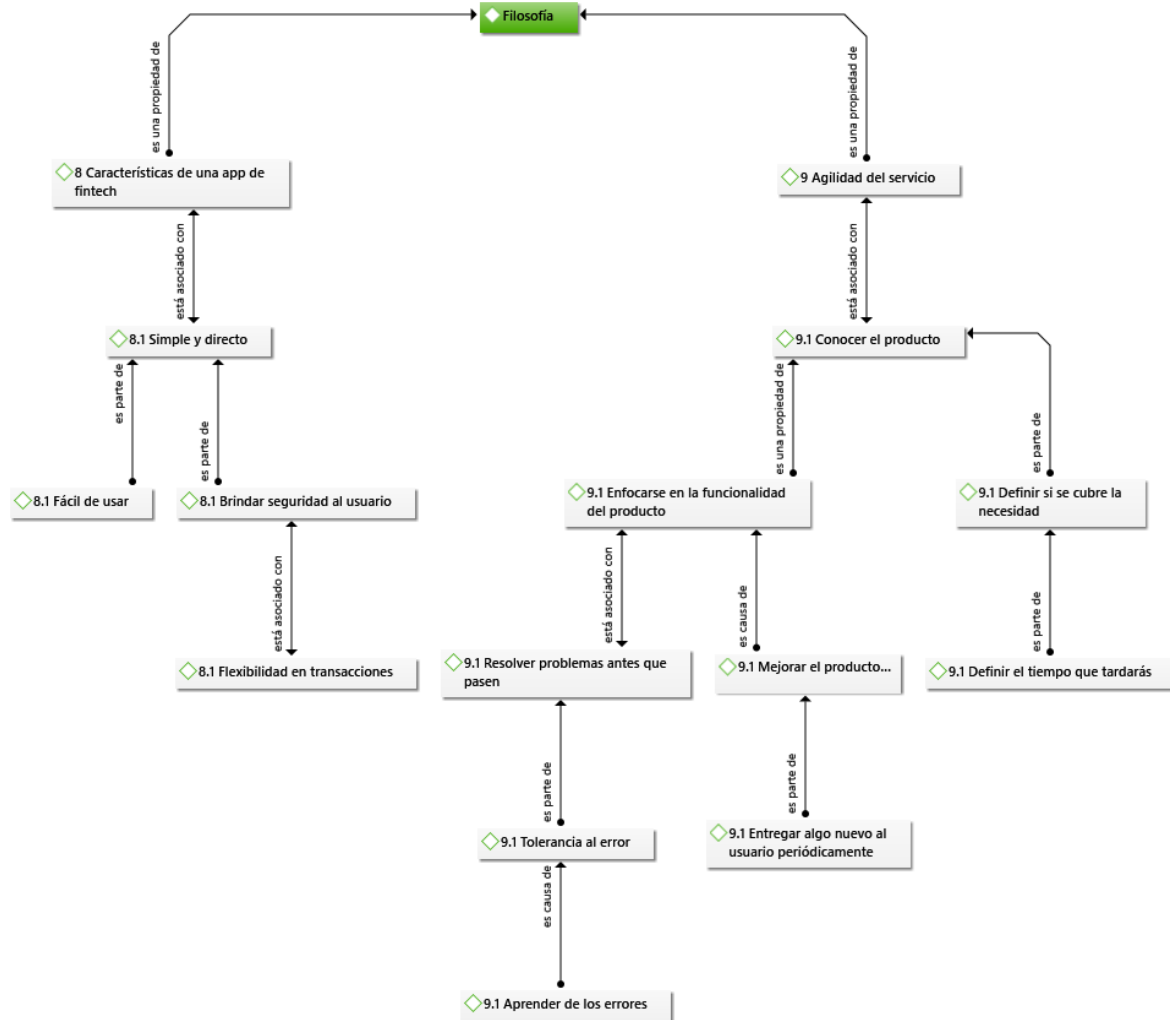 Filosofía
es una propiedad de
es una propiedad de
8 Características de una app de
fintech
9 Agilidad del servicio
está asociado con
está asociado con
8.1 Simple y directo
9.1 Conocer el producto
es parte de
es parte de
es una propiedad de
es parte de
8.1 Fácil de usar
8.1 Brindar seguridad al usuario
9.1 Enfocarse en la funcionalidad
del producto
9.1 Definir si se cubre la
necesidad
está asociado con
está asociado con
es causa de
es parte de
8.1 Flexibilidad en transacciones
9.1 Resolver problemas antes que
pasen
9.1 Mejorar el producto...
9.1 Definir el tiempo que tardarás
es parte de
es parte de
9.1 Tolerancia al error
9.1 Entregar algo nuevo al
usuario periódicamente
es causa de
9.1 Aprender de los errores